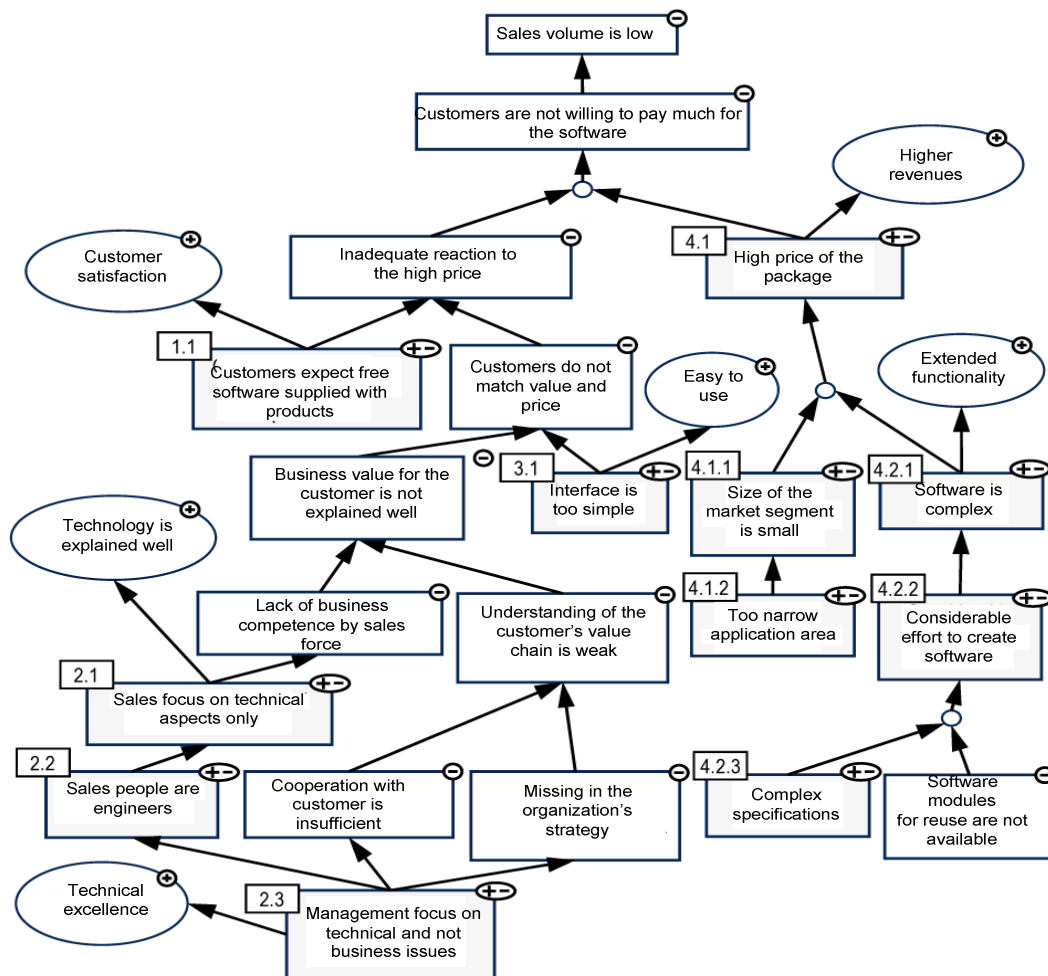 Sales volume is low
Customers are not willing to pay much for
the software
Higher
revenues
4.1
High price of the
package
Inadequate reaction to
the high price
Customer
satisfaction
1.1
Customers expect free
software supplied with
products
Customers do not
match value and
price
Easy to
use
Extended
functionality
Business value for the
customer is not
explained well
3.1
Interface is
too simple
4.1.1
Size of the
market segment
is small
4.2.1
Software is
complex
Technology is
explained well
Lack of business
competence by sales
force
Understanding of the
customer's value
chain is weak
4.1.2
Too narrow
application area
4.2.2
Considerable
effort to create
software
2.1
Sales focus on technical
aspects only
2.2
Sales people are
engineers
Cooperation with
customer is
insufficient
Missing in the
organization's
strategy
4.2.3
Complex
specifications
Software
modules
for reuse are not
available
Technical
excellence
2.3
Management focus on
technical and not
business issues